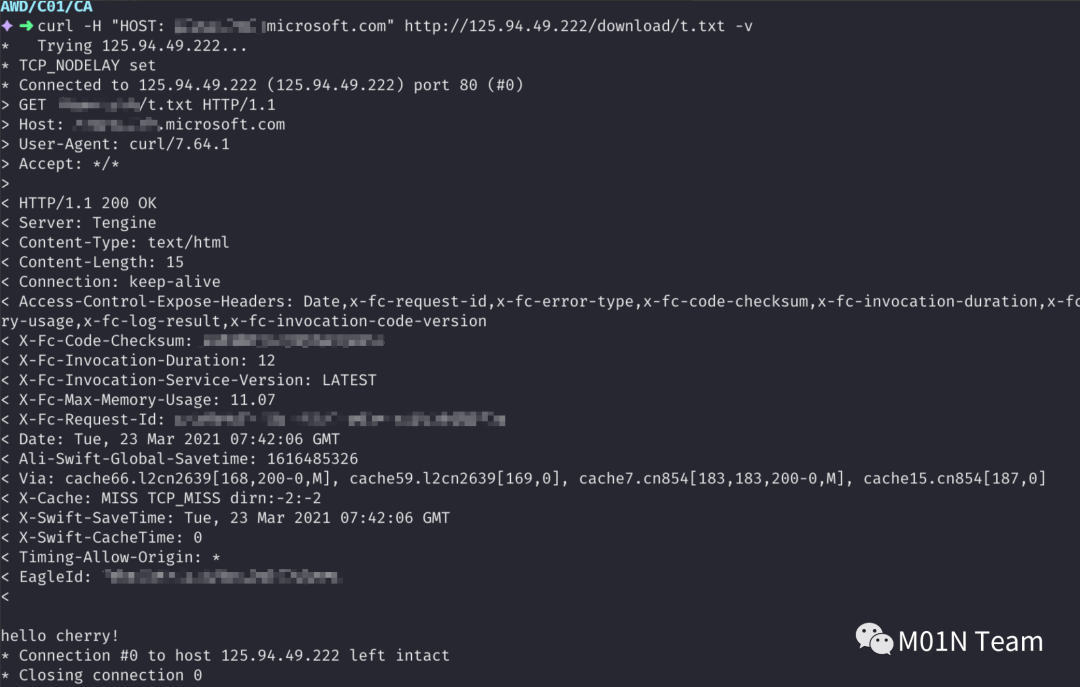 AWD/C01/CA
✦ ➜ curl -H "HOST: microsoft.com" http://125.94.49.222/download/t.txt -v
*   Trying 125.94.49.222...
* TCP_NODELAY set
* Connected to 125.94.49.222 (125.94.49.222) port 80 (#0)
> GET /t.txt HTTP/1.1
> Host: .microsoft.com
> User-Agent: curl/7.64.1
> Accept: */*
>
< HTTP/1.1 200 OK
< Server: Tengine
< Content-Type: text/html
< Content-Length: 15
< Connection: keep-alive
< Access-Control-Expose-Headers: Date,x-fc-request-id,x-fc-error-type,x-fc-code-checksum,x-fc-invocation-duration,x-fc
ry-usage,x-fc-log-result,x-fc-invocation-code-version
< X-Fc-Code-Checksum:
< X-Fc-Invocation-Duration: 12
< X-Fc-Invocation-Service-Version: LATEST
< X-Fc-Max-Memory-Usage: 11.07
< X-Fc-Request-Id:
< Date: Tue, 23 Mar 2021 07:42:06 GMT
< Ali-Swift-Global-Savetime: 1616485326
< Via: cache66.l2cn2639[168,200-0,M], cache59.l2cn2639[169,0], cache7.cn854[183,183,200-0,M], cache15.cn854[187,0]
< X-Cache: MISS TCP_MISS dirn:-2:-2
< X-Swift-SaveTime: Tue, 23 Mar 2021 07:42:06 GMT
< X-Swift-CacheTime: 0
< Timing-Allow-Origin: *
< EagleId:
<
hello cherry!
* Connection #0 to host 125.94.49.222 left intact
* Closing connection 0
M01N Team